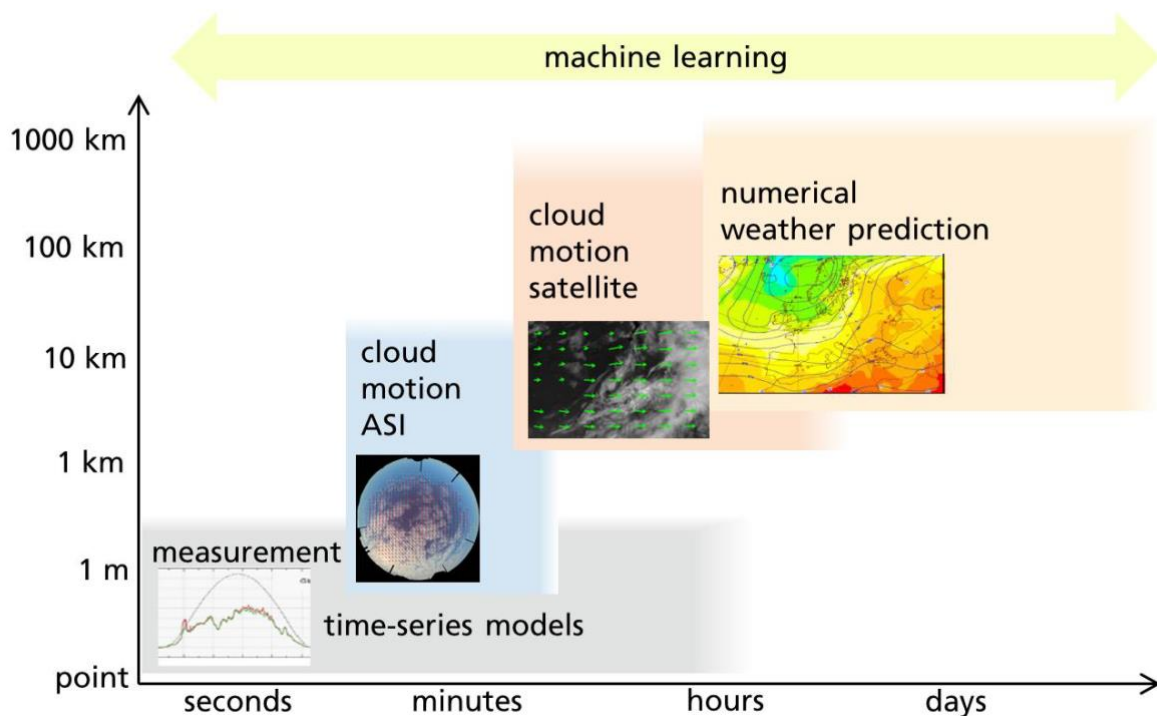 machine learning
1000 km
100 km
10 km
1 km
1 m
point
numerical
weather prediction
cloud
motion
satellite
cloud
motion
ASI
measurement
time-series models
seconds
minutes
hours
days